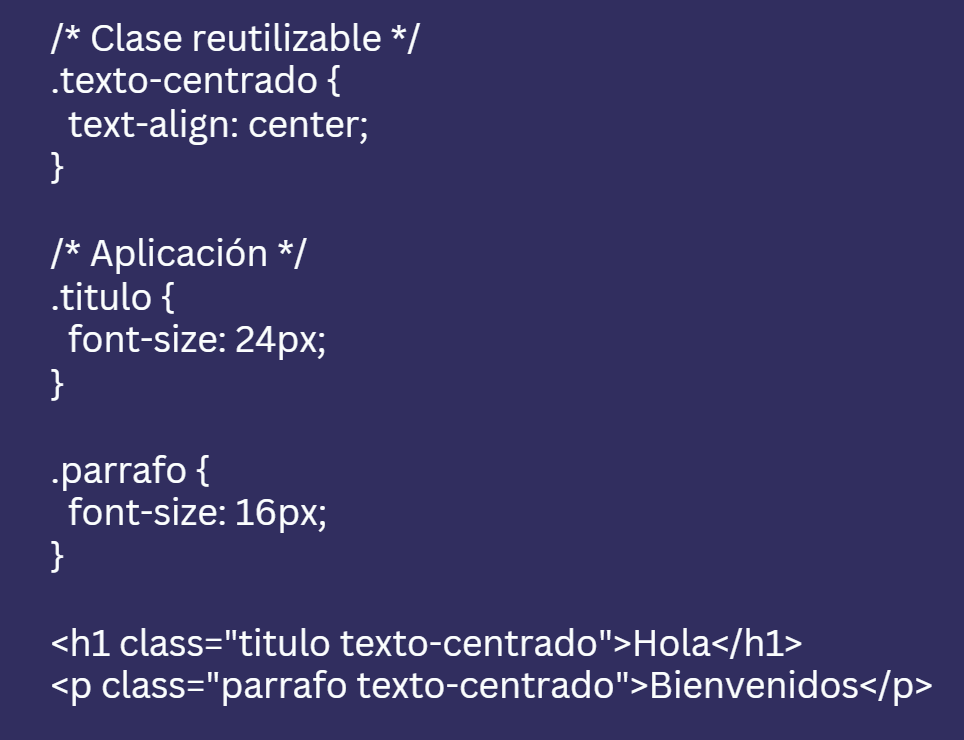 /* Clase reutilizable */
.texto-centrado {
  text-align: center;
}

/* Aplicación */
.titulo {
  font-size: 24px;
}

.parrafo {
  font-size: 16px;
}

<h1 class="titulo texto-centrado">Hola</h1>
<p class="parrafo texto-centrado">Bienvenidos</p>